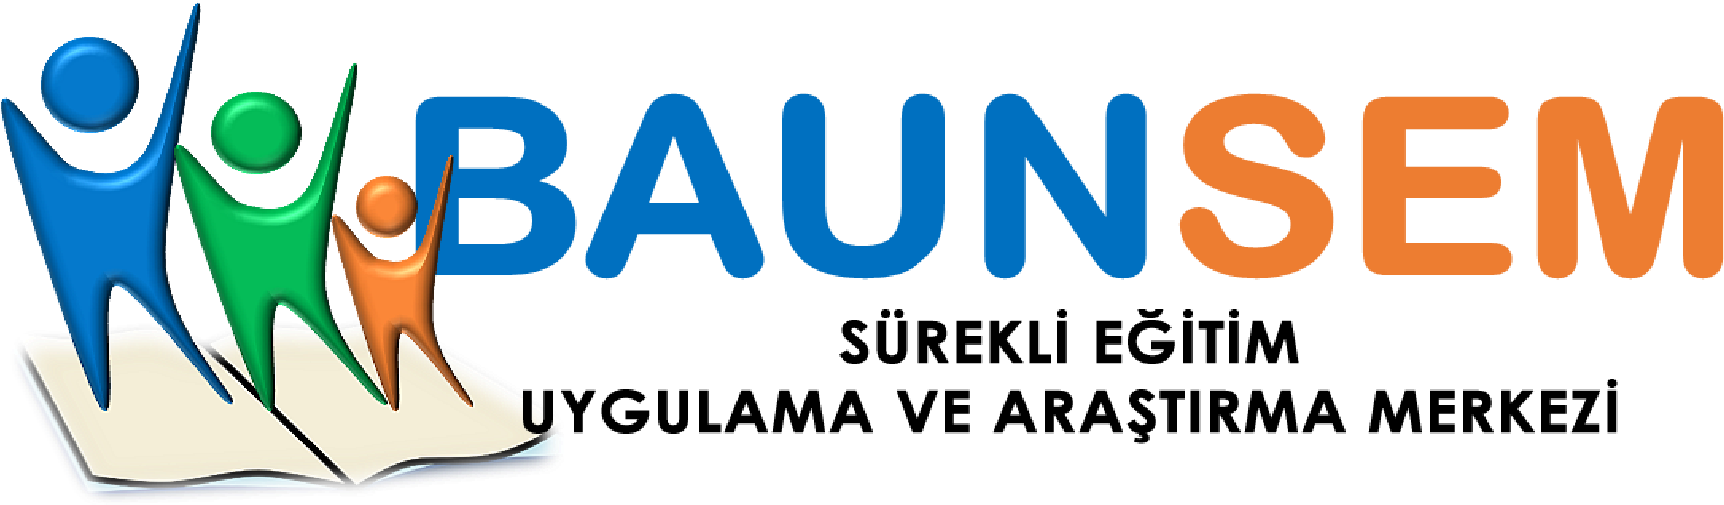 BAUNSEM
SÜREKLİ EĞİTİM
UYGULAMA VE ARAŞTIRMA MERKEZİ